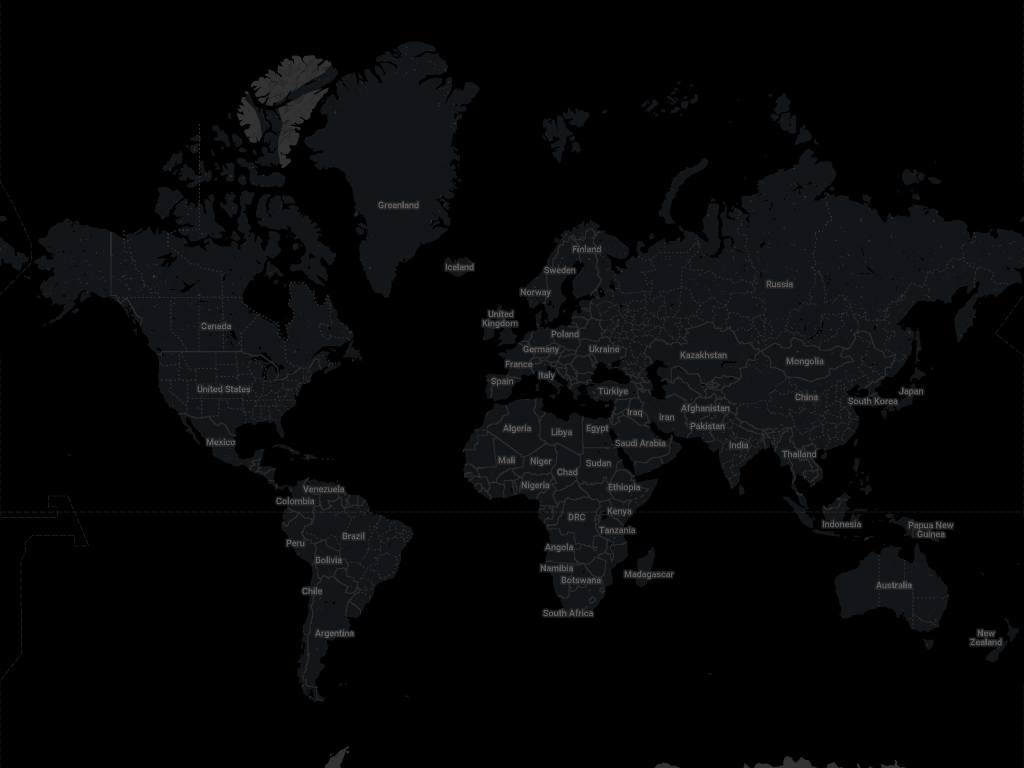 Greenland
Finland
Iceland
Sweden
Russia
Norway
United
Kingdom
Canada
Poland
Germany
Ukraine
Kazakhstan
Mongolia
France
Italy
Spain
United States
Türkiye
Japan
China
South Korea
Afghanistan
Iraq
Iran
Pakistan
Algeria
Libya
Egypt
Mexico
Saudi Arabia
India
Thailand
Mali
Niger
Sudan
Chad
Nigeria
Ethiopia
Venezuela
Colombia
Kenya
DRC
Indonesia
Papua New
Guinea
Tanzania
Brazil
Peru
Angola
Bolivia
Namibia
Madagascar
Botswana
Australia
Chile
South Africa
Argentina
New
Zealand